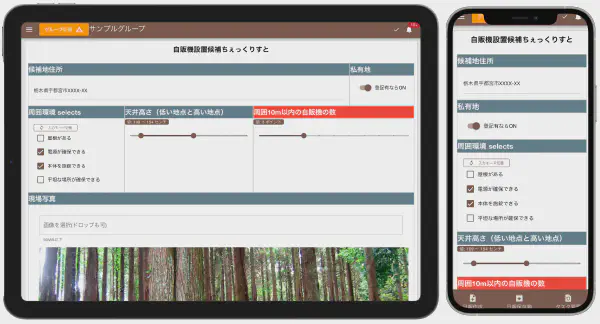 サンプルグループ
自販機設置候補ちぇっくりすと
候補地住所
私有地
栃木県宇都宮市XXXX-XX
登記有ならON
周囲環境 selects
天井高さ（低い地点と高い地点）
周囲10m以内の自販機の数
屋根がある
電源が確保できる
本体を施錠できる
平坦な場所が確保できる
現場写真
画像を選択(ドロップも可)
自販機設置候補ちぇっくりすと
候補地住所
栃木県宇都宮市XXXX-XX
私有地
登記有ならON
周囲環境 selects
屋根がある
電源が確保できる
本体を施錠できる
平坦な場所が確保できる
天井高さ（低い地点と高い地点）
周囲10m以内の自販機の数